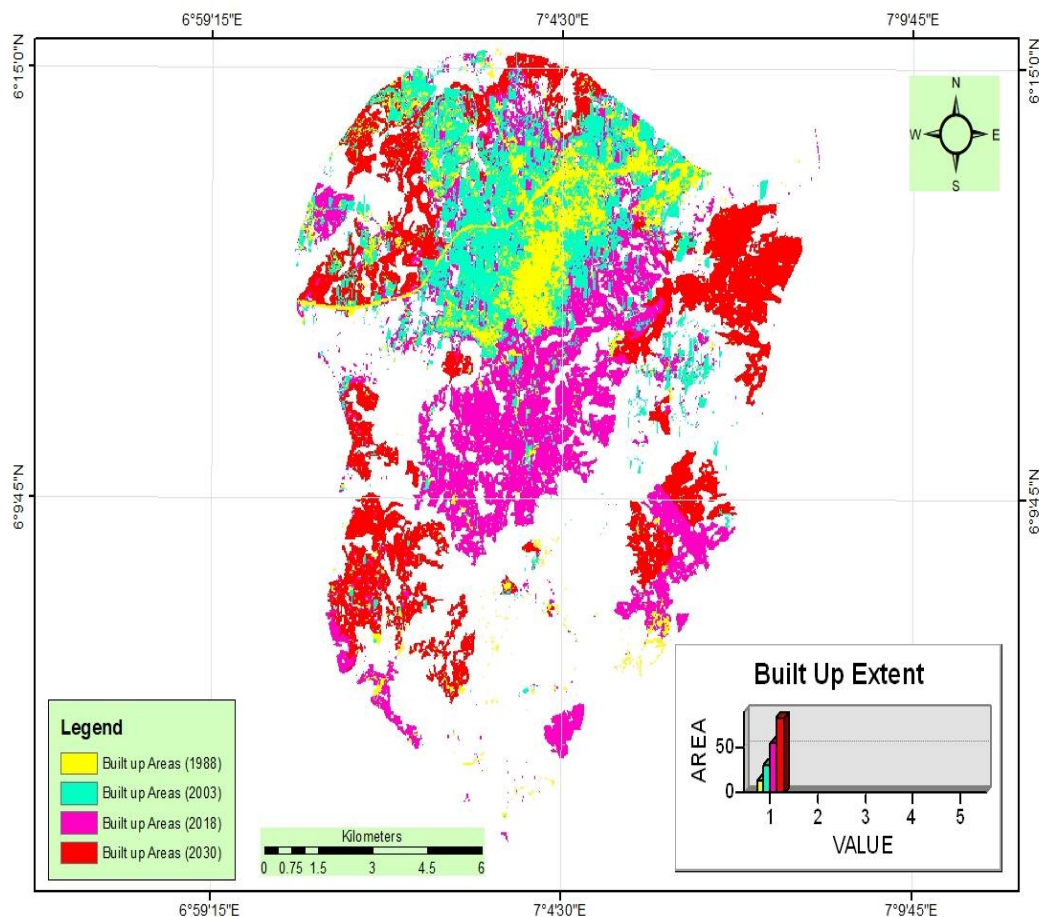 6°59'15"E 7°4'30"E 7°9'45"E
6°15'0"N 6°15'0"N
N
W E
S
6°9'45"N 6°9'45"N
Built Up Extent
AREA
50
0
1 2 3 4 5
VALUE
Legend
Built up Areas (1988)
Built up Areas (2003)
Built up Areas (2018)
Built up Areas (2030)
Kilometers
0 0.75 1.5 3 4.5 6
6°59'15"E 7°4'30"E 7°9'45"E